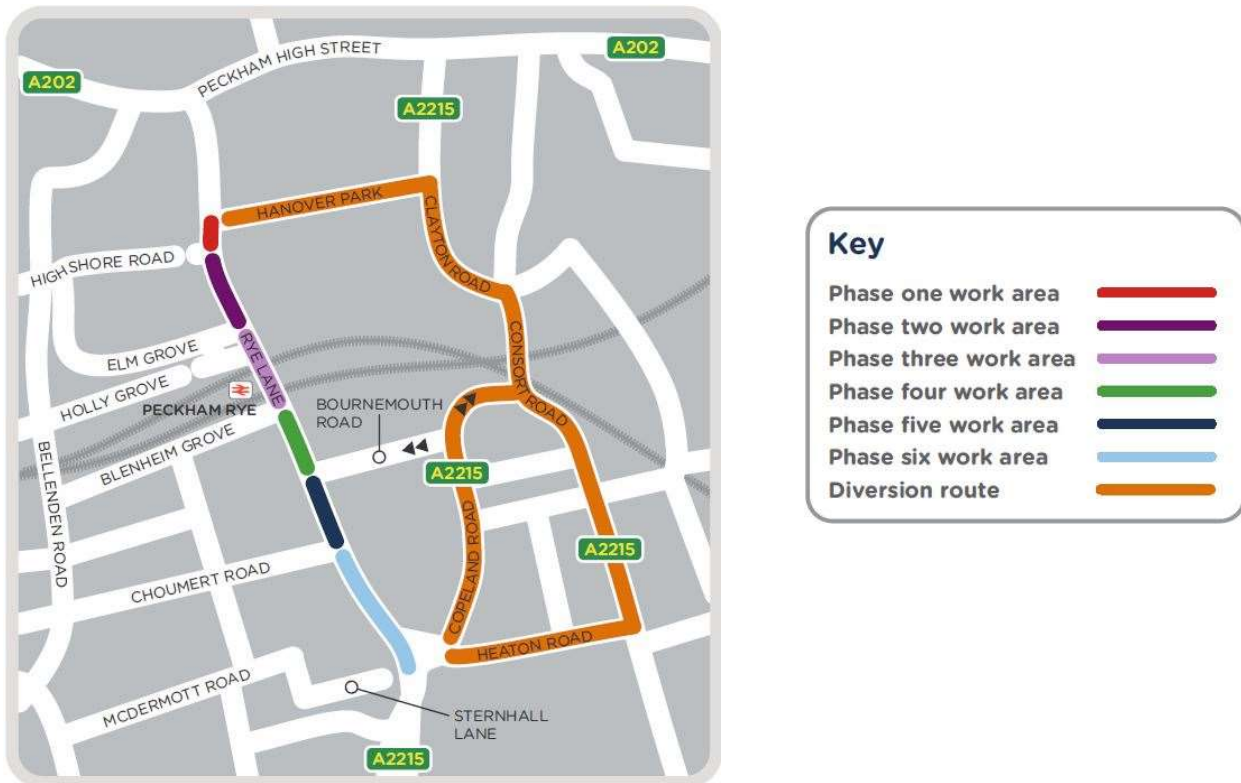 A202
PECKHAM HIGH STREET
A202
A2215
HANOVER PARK
CLAYTON ROAD
HIGHSHORE ROAD
ELM GROVE
RYE LANE
CONSORT ROAD
HOLLY GROVE
PECKHAM RYE
BOURNEMOUTH
ROAD
BLENHEIM GROVE
BELLENDEN ROAD
A2215
A2215
COPELAND ROAD
CHOUMERT ROAD
HEATON ROAD
MCDERMOTT ROAD
STERNHALL
LANE
A2215
Key
Phase one work area
Phase two work area
Phase three work area
Phase four work area
Phase five work area
Phase six work area
Diversion route